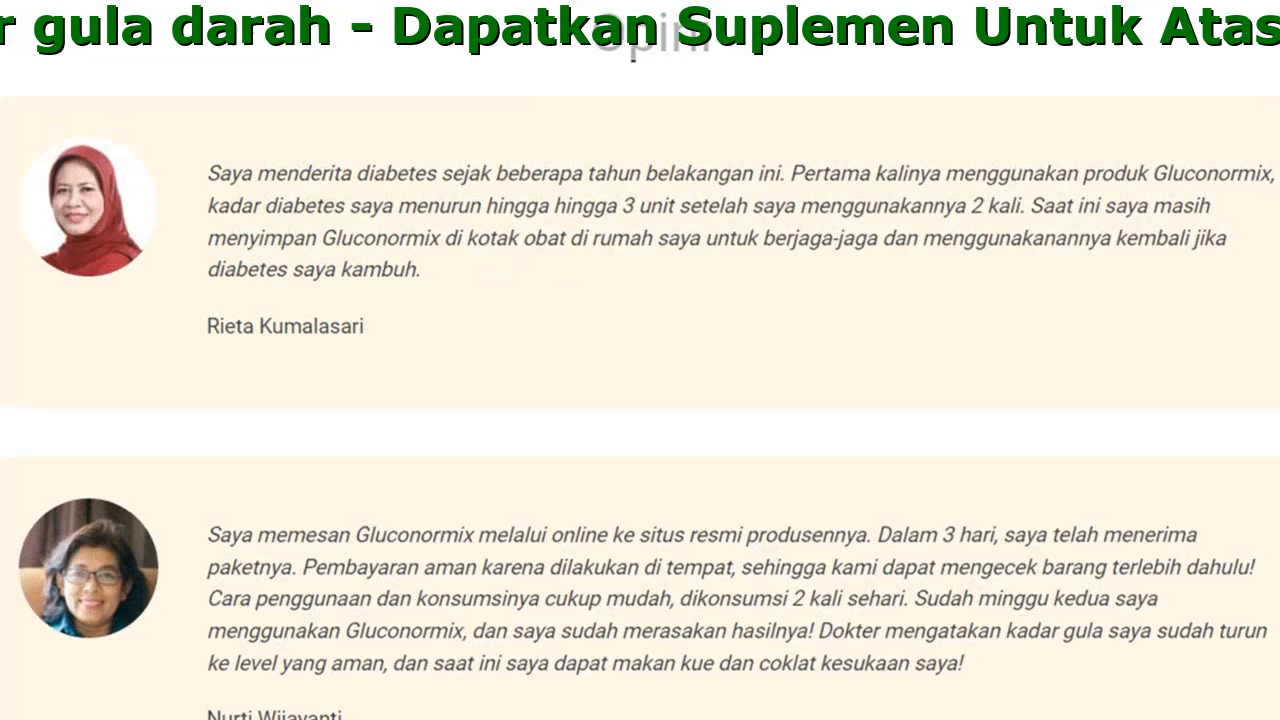 r gula darah - Dapatkan Suplemen Untuk Atas
Opini
Saya menderita diabetes sejak beberapa tahun belakangan ini. Pertama kalinya menggunakan produk Gluconormix,
kadar diabetes saya menurun hingga hingga 3 unit setelah saya menggunakannya 2 kali. Saat ini saya masih
menyimpan Gluconormix di kotak obat di rumah saya untuk berjaga-jaga dan menggunakanannya kembali jika
diabetes saya kambuh.
Rieta Kumalasari
Saya memesan Gluconormix melalui online ke situs resmi produsennya. Dalam 3 hari, saya telah menerima
paketnya. Pembayaran aman karena dilakukan di tempat, sehingga kami dapat mengecek barang terlebih dahulu!
Cara penggunaan dan konsumsinya cukup mudah, dikonsumsi 2 kali sehari. Sudah minggu kedua saya
menggunakan Gluconormix, dan saya sudah merasakan hasilnya! Dokter mengatakan kadar gula saya sudah turun
ke level yang aman, dan saat ini saya dapat makan kue dan coklat kesukaan saya!
Nurti Wijayanti